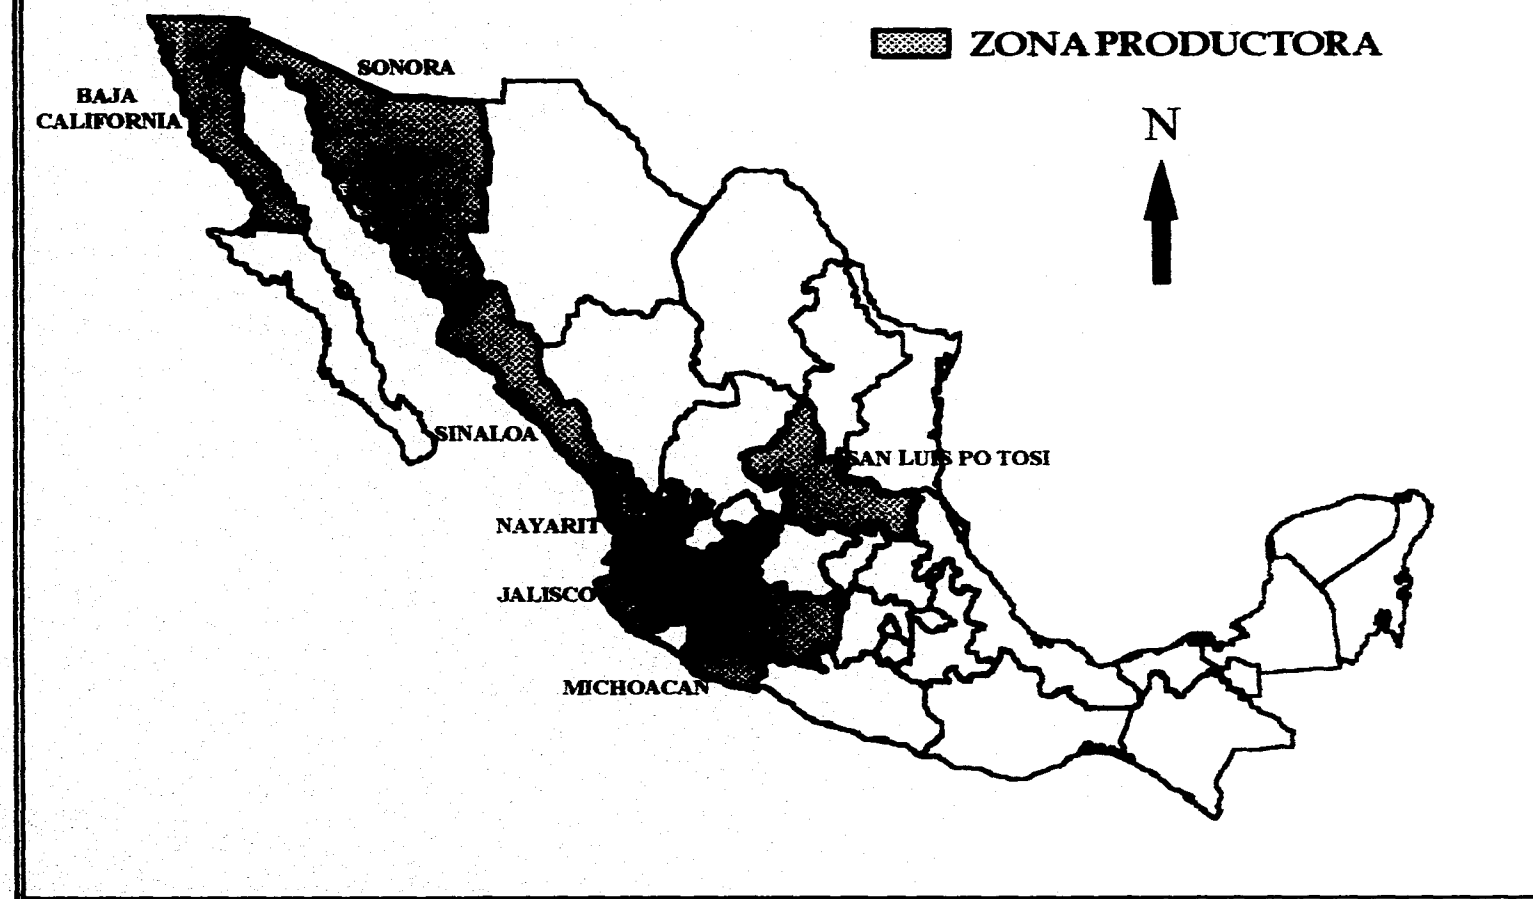 ZONA PRODUCTORA
SONORA
BAJA
CALIFORNIA
N
SINALOA
SAN LUIS PO TOSI
NAYARIT
JALISCO
MICHOACAN